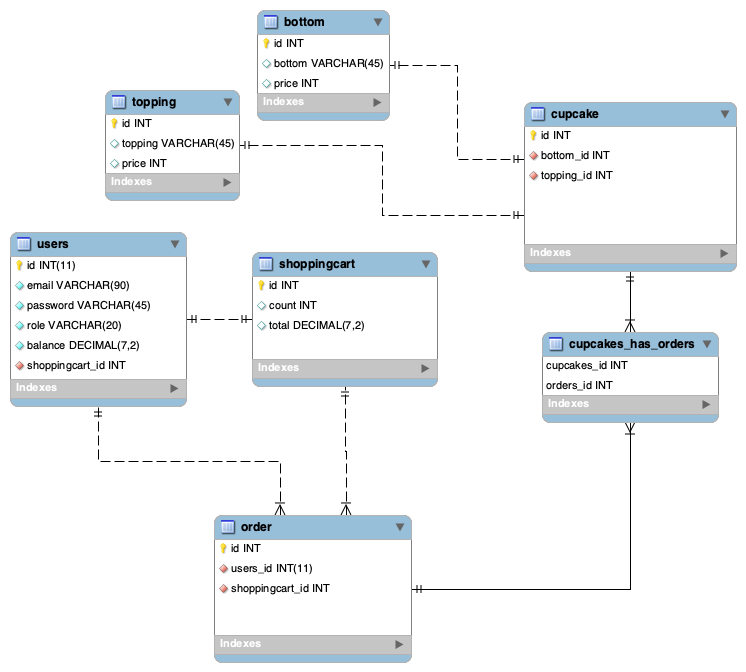 bottom
id INT
bottom VARCHAR(45)
price INT
Indexes
topping
id INT
topping VARCHAR(45)
price INT
Indexes
cupcake
id INT
bottom_id INT
topping_id INT
Indexes
users
id INT(11)
email VARCHAR(90)
password VARCHAR(45)
role VARCHAR(20)
balance DECIMAL(7,2)
shoppingcart_id INT
Indexes
shoppingcart
id INT
count INT
total DECIMAL(7,2)
Indexes
cupcakes_has_orders
cupcakes_id INT
orders_id INT
Indexes
order
id INT
users_id INT(11)
shoppingcart_id INT
Indexes